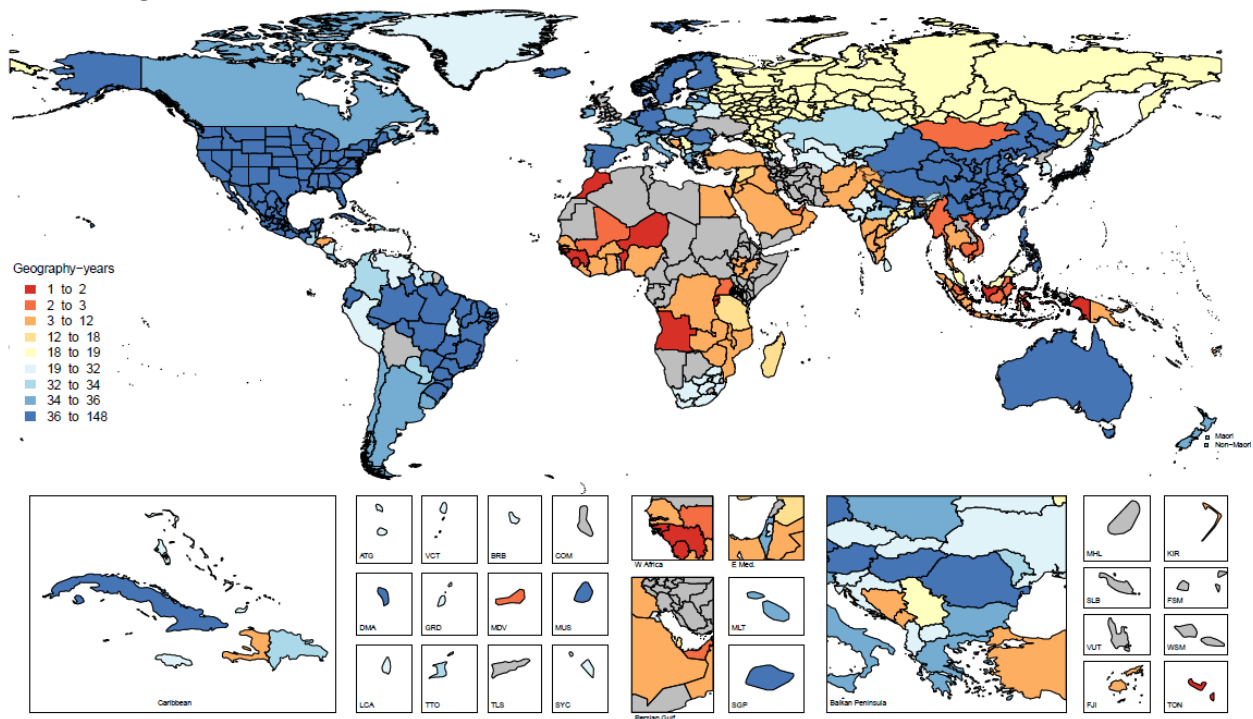 Geography-years
1 to 2
2 to 3
3 to 12
12 to 18
18 to 19
19 to 32
32 to 34
34 to 36
36 to 148
Maori
Non-Maori
Caribbean
ATG
VCT
BRB
COM
DMA
GRD
MDV
MUS
LCA
TTO
TLS
SYC
W Africa
E Med.
Persian Gulf
MLT
SGP
Balkan Peninsula
MHL
KIR
SLB
FSM
VUT
WSM
FJI
TON